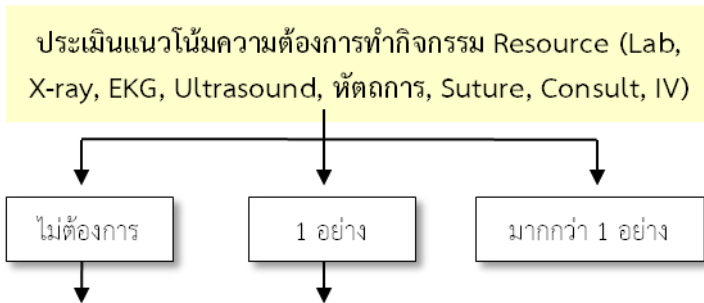 ประเมินแนวโน้มความต้องการทำกิจกรรม Resource (Lab,
X-ray, EKG, Ultrasound, หัตถการ, Suture, Consult, IV)
ไม่ต้องการ
1 อย่าง
มากกว่า 1 อย่าง